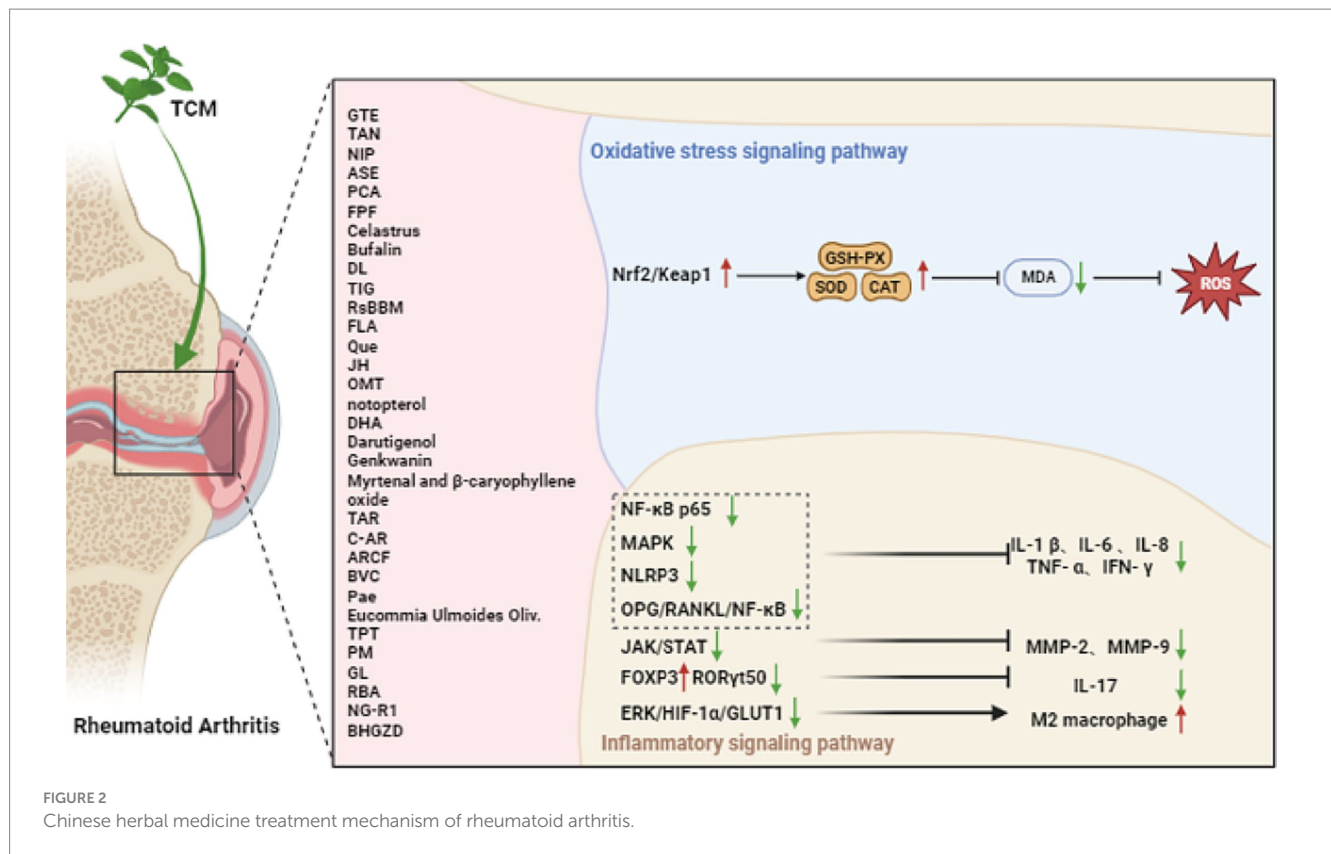 TCM
Rheumatoid Arthritis
GTE
TAN
NIP
ASE
PCA
FPF
Celastrus
Bufalin
DL
TIG
RsBBM
FLA
Que
JH
OMT
notopterol
DHA
Darutigenol
Genkwanin
Myrtenal and β-caryophyllene
oxide
TAR
C-AR
ARCF
BVC
Pae
Eucommia Ulmoides Oliv.
TPT
PM
GL
RBA
NG-R1
BHGZD
Oxidative stress signaling pathway
Nrf2/Keap1
GSH-PX
SOD CAT
MDA
ROS
NF-κB p65
MAPK
NLRP3
OPG/RANKL/NF-κB
IL-1 β、IL-6 、IL-8
TNF- α、IFN- γ
JAK/STAT
MMP-2、MMP-9
FOXP3 RORγt50
IL-17
ERK/HIF-1α/GLUT1
M2 macrophage
Inflammatory signaling pathway
FIGURE 2
Chinese herbal medicine treatment mechanism of rheumatoid arthritis.